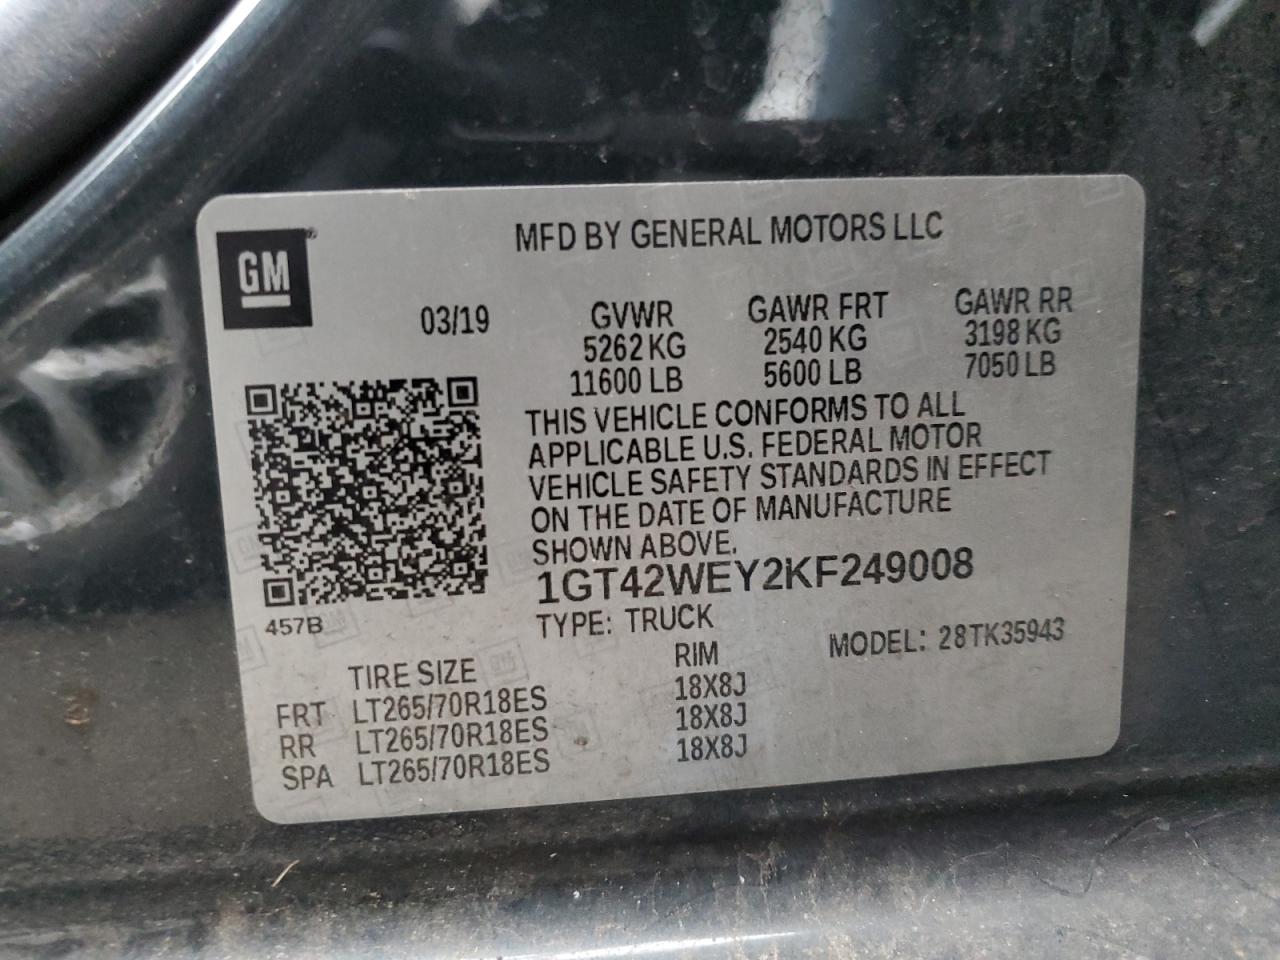 MFD BY GENERAL MOTORS LLC
GM®
03/19
GVWR GAWR FRT GAWR RR
5262 KG 2540 KG 3198 KG
11600 LB 5600 LB 7050 LB
THIS VEHICLE CONFORMS TO ALL
APPLICABLE U.S. FEDERAL MOTOR
VEHICLE SAFETY STANDARDS IN EFFECT
ON THE DATE OF MANUFACTURE
SHOWN ABOVE.
1GT42WEY2KF249008
457B
TYPE: TRUCK MODEL: 28TK35943
TIRE SIZE RIM
FRT LT265/70R18ES 18X8J
RR LT265/70R18ES 18X8J
SPA LT265/70R18ES 18X8J